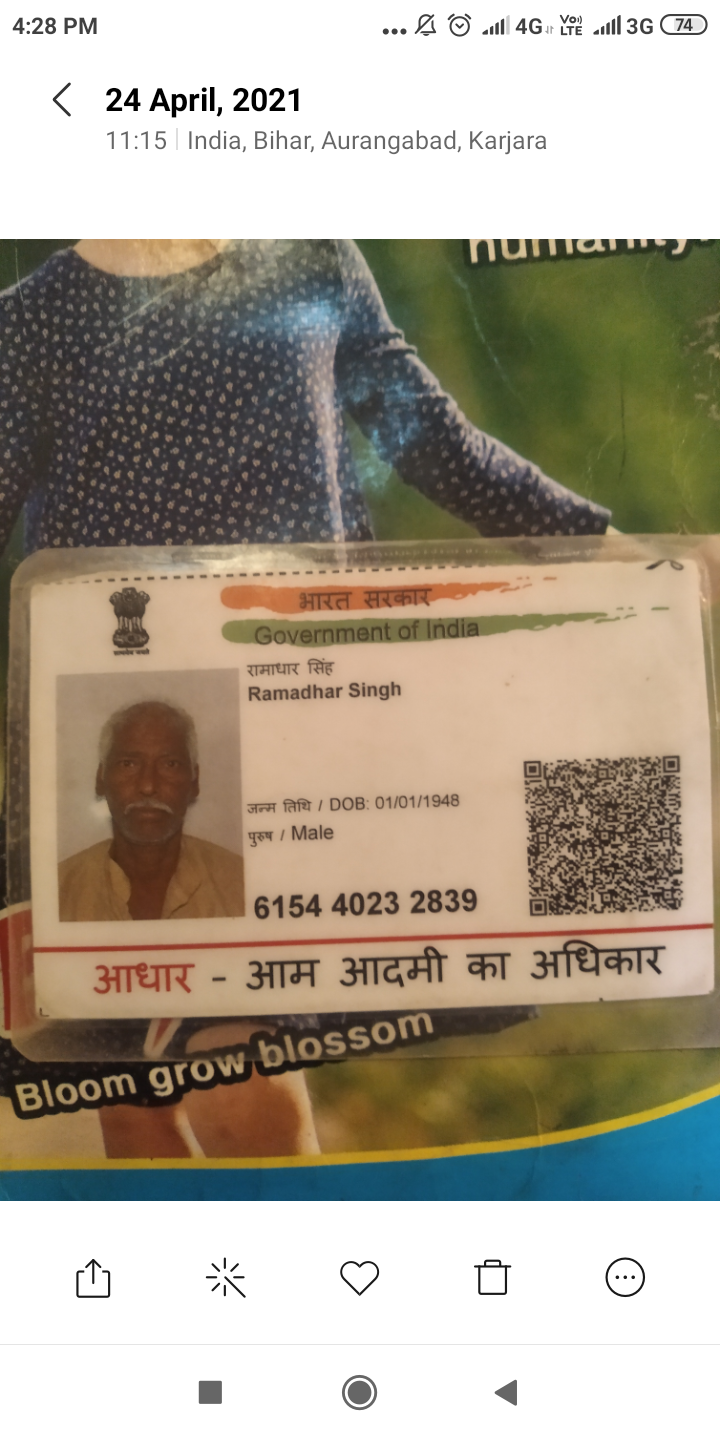 4:28 PM
4G VoLTE 3G 74
24 April, 2021
11:15 | India, Bihar, Aurangabad, Karjara
humanity
भारत सरकार
Government of India
रामाधार सिंह
Ramadhar Singh
जन्म तिथि / DOB: 01/01/1948
पुरुष / Male
6154 4023 2839
आधार - आम आदमी का अधिकार
Bloom grow blossom